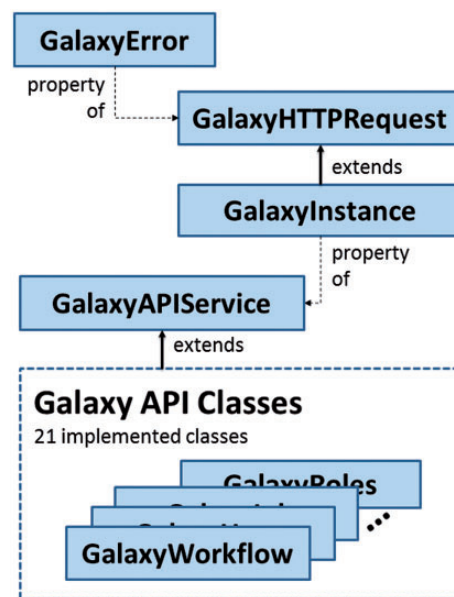 GalaxyError
property
of
GalaxyHTTPRequest
extends
GalaxyInstance
property
of
GalaxyAPIService
extends
Galaxy API Classes
21 implemented classes
GalaxyRoles
GalaxyWorkflow